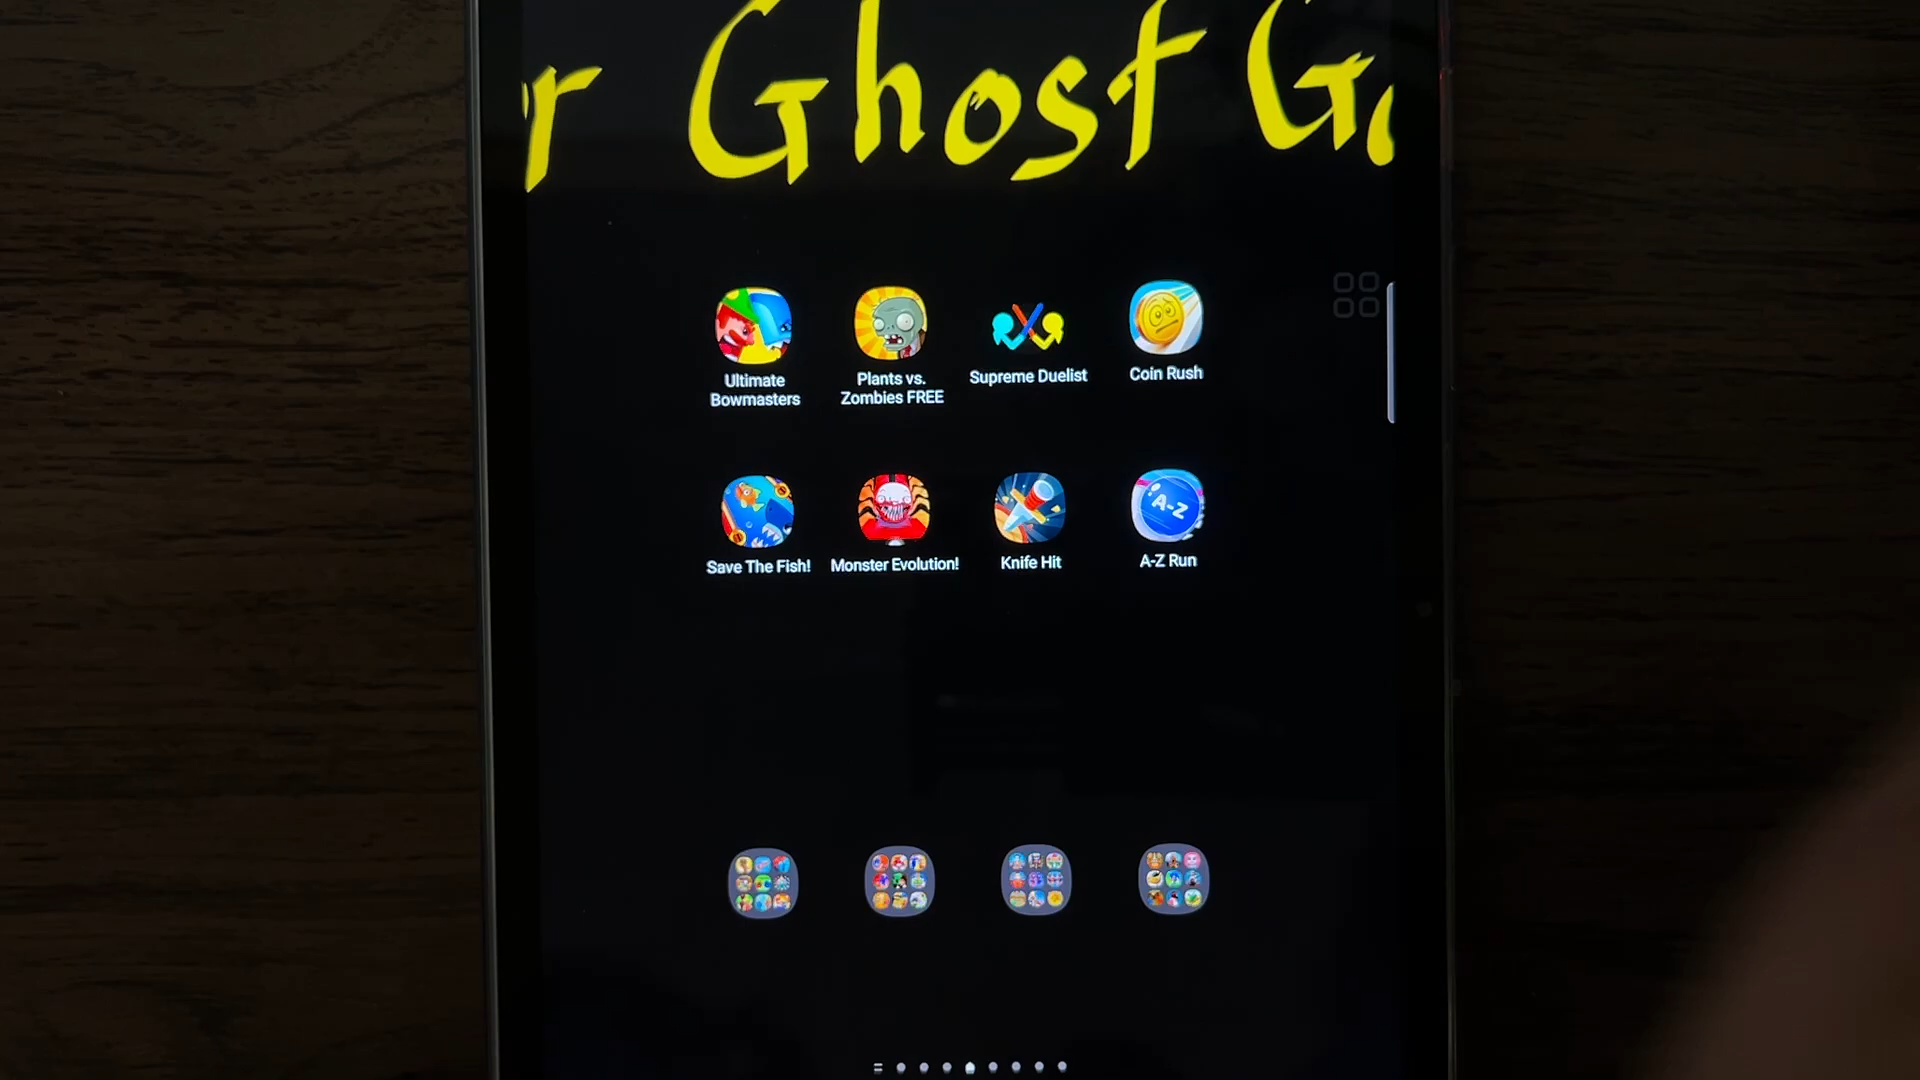 r Ghost G
Ultimate
Bowmasters
Plants vs.
Zombies FREE
Supreme Duelist
Coin Rush
Save The Fish!
Monster Evolution!
Knife Hit
A-Z
A-Z Run